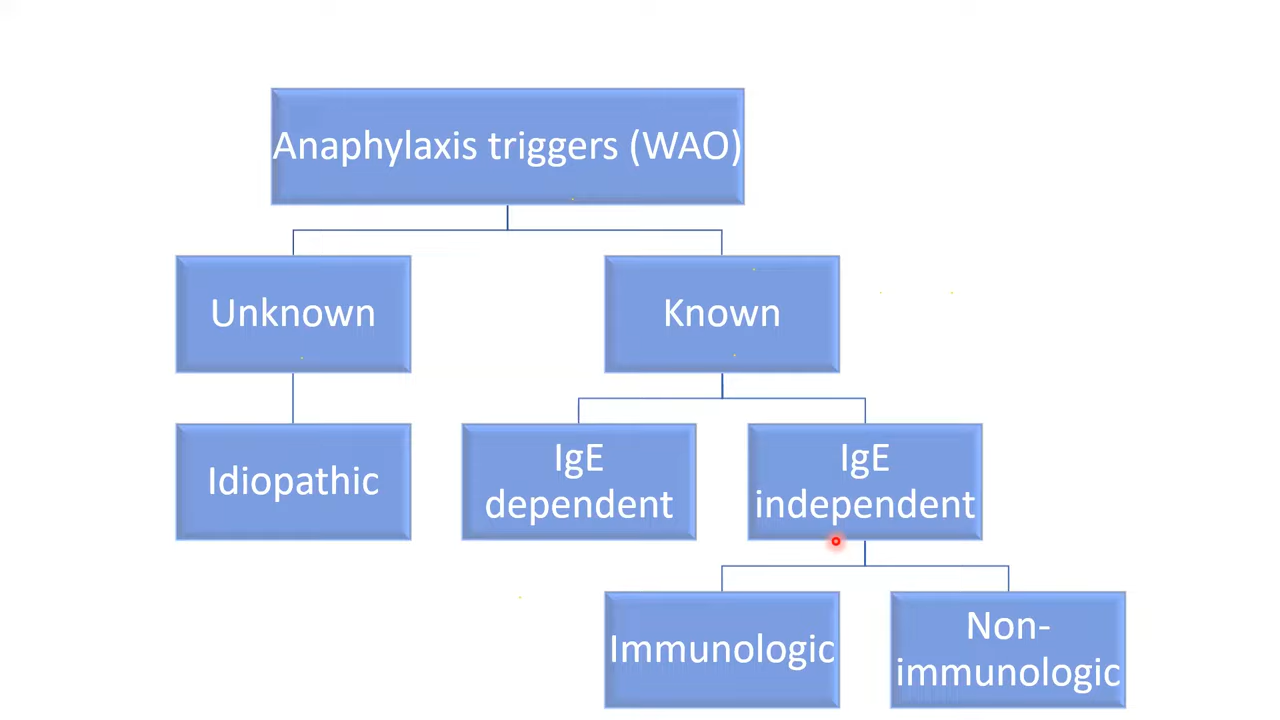 Anaphylaxis triggers (WAO)
Unknown
Known
Idiopathic
IgE
dependent
IgE
independent
Immunologic
Non-
immunologic